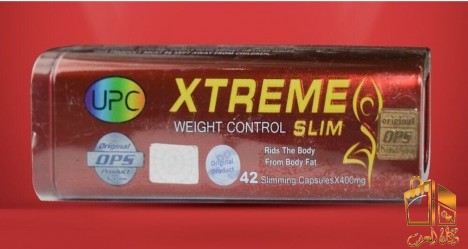 UPC
XTREME
WEIGHT CONTROL SLIM
Rids The Body
From Body Fat
42 Slimming CapsulesX400mg
Original
OPS
Product
Original
Product
original
OPS